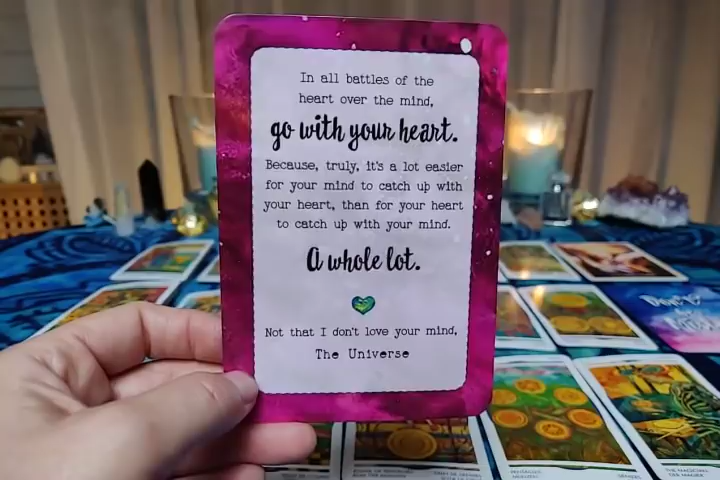 In all battles of the
heart over the mind,
go with your heart.
Because, truly, it's a lot easier
for your mind to catch up with
your heart, than for your heart
to catch up with your mind.
A whole lot.
Not that I don't love your mind,
The Universe